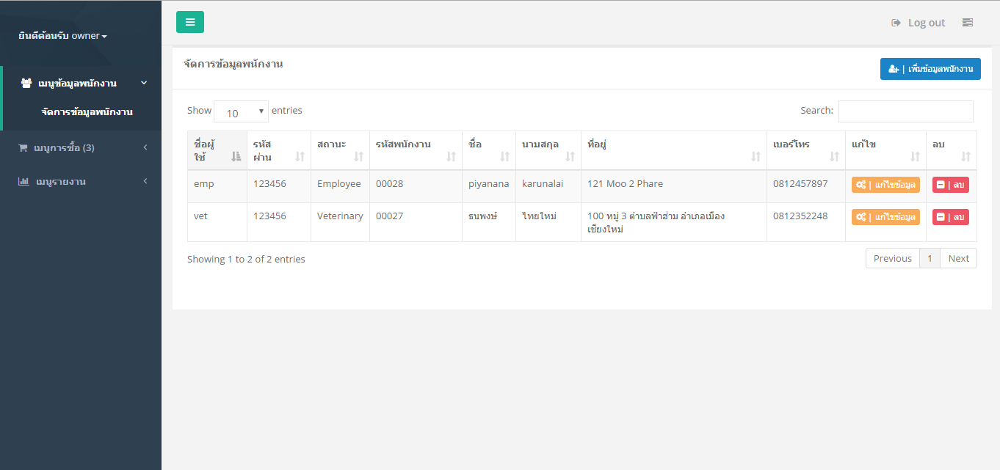 ยินดีต้อนรับ owner
เมนูข้อมูลพนักงาน
จัดการข้อมูลพนักงาน
เมนูการซื้อ (3)
เมนูรายงาน
Log out
จัดการข้อมูลพนักงาน
| เพิ่มข้อมูลพนักงาน
Show 10 entries
Search:
ชื่อผู้ใช้ รหัสผ่าน สถานะ รหัสพนักงาน ชื่อ นามสกุล ที่อยู่ เบอร์โทร แก้ไข ลบ
emp 123456 Employee 00028 piyanana karunalai 121 Moo 2 Phare 0812457897 | แก้ไขข้อมูล | ลบ
vet 123456 Veterinary 00027 ธนพงษ์ ไทยใหม่ 100 หมู่ 3 ตำบลฟ้าฮ่าม อำเภอเมือง 0812352248 | แก้ไขข้อมูล | ลบ
เชียงใหม่
Showing 1 to 2 of 2 entries
Previous 1 Next